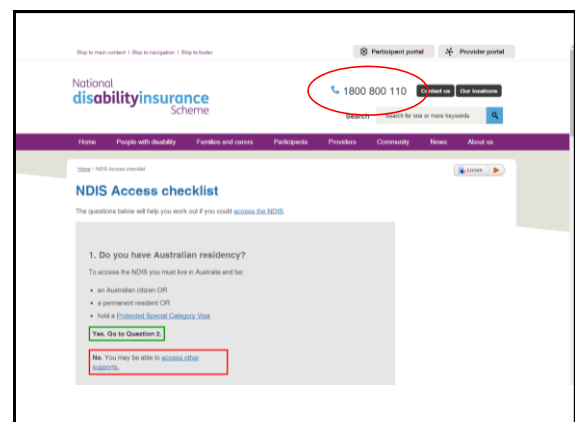 Skip to main content | Skip to navigation | Skip to footer
Participant portal
Provider portal
National
disabilityinsurance
Scheme
1800 800 110
Contact us
Our locations
Search
Search for one or more keywords
Home
People with disability
Families and carers
Participants
Providers
Community
News
About us
Home > NDIS Access checklist
Listen
NDIS Access checklist
The questions below will help you work out if you could access the NDIS.
1. Do you have Australian residency?
To access the NDIS you must live in Australia and be:
• an Australian citizen OR
• a permanent resident OR
• hold a Protected Special Category Visa
Yes. Go to Question 2.
No. You may be able to access other
supports.